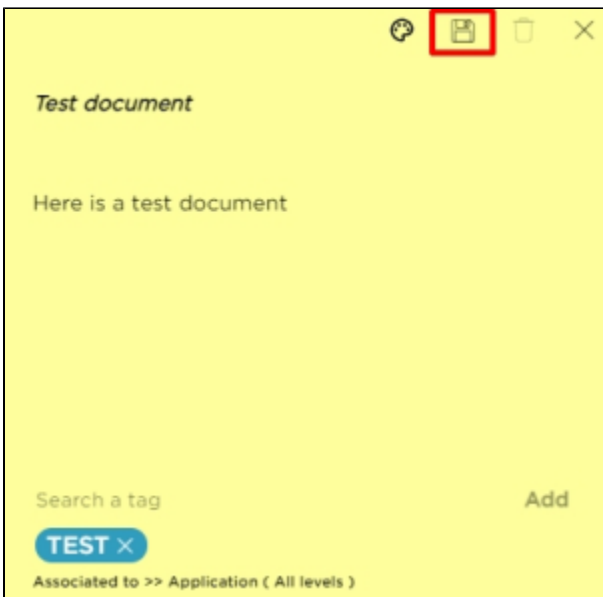 Test document
Here is a test document
Search a tag Add
TEST
Associated to >> Application ( All levels )